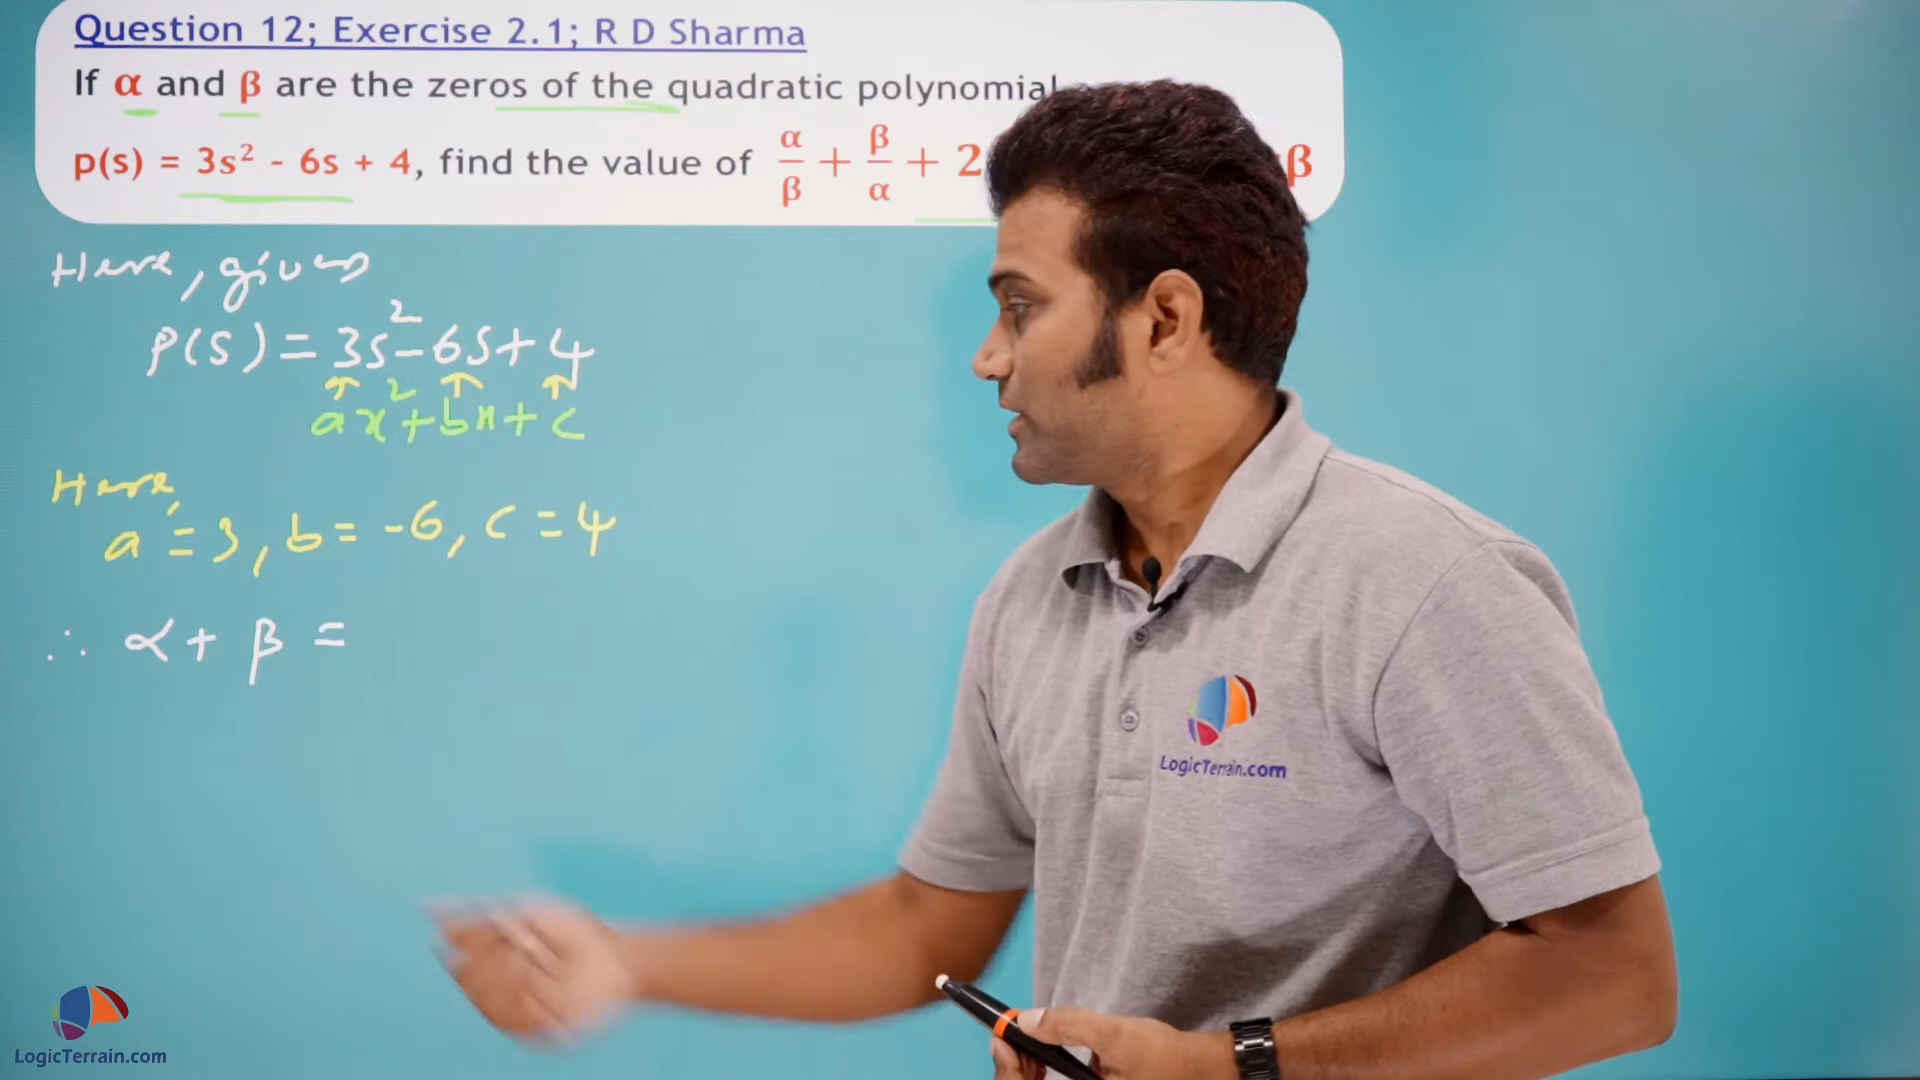 Question 12; Exercise 2.1; R D Sharma
If α and β are the zeros of the quadratic polynomial
p(s) = 3s² - 6s + 4, find the value of α/β + β/α + 2 β
Here, given
P(S) = 3s² - 6s + 4
ax² + bx + c
Here,
a = 3, b = -6, c = 4
∴ α + β =
LogicTerrain.com
LogicTerrain.com